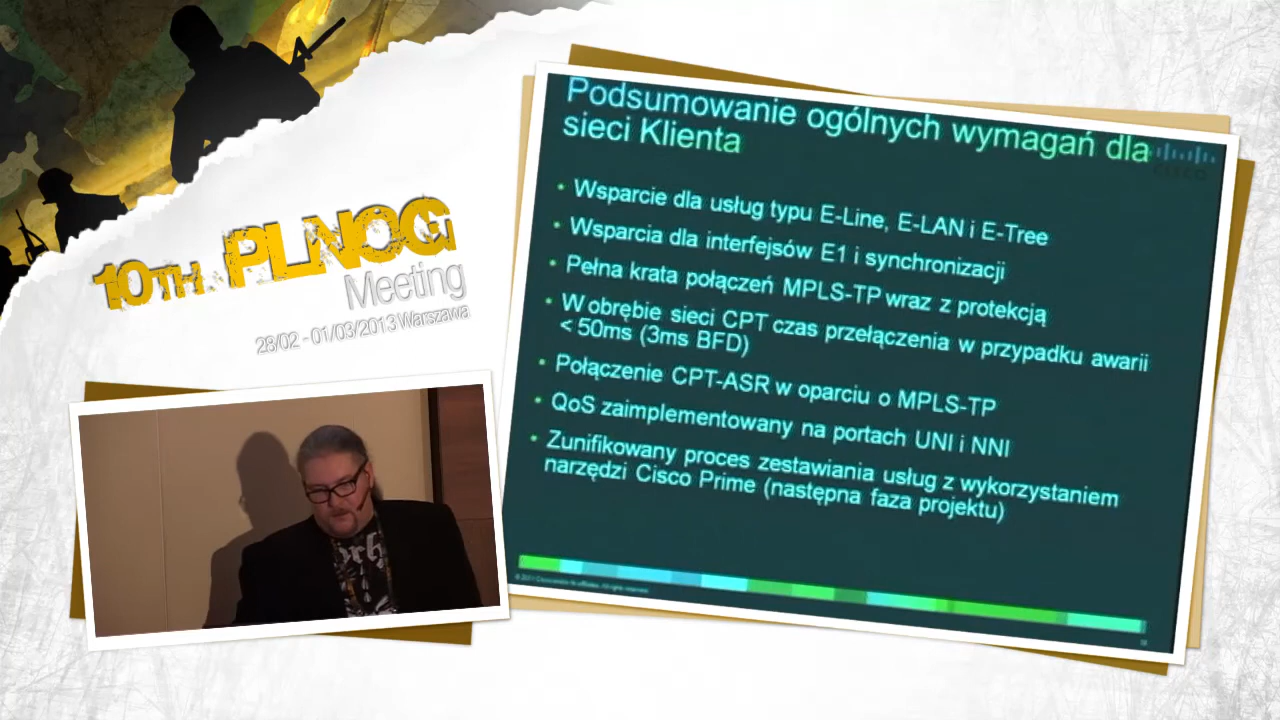 10TH PLNOG
Meeting
28/02 - 01/03/2013 Warszawa
Podsumowanie ogólnych wymagań dla
sieci Klienta
CISCO
• Wsparcie dla usług typu E-Line, E-LAN i E-Tree
• Wsparcia dla interfejsów E1 i synchronizacji
• Pełna krata połączeń MPLS-TP wraz z protekcją
• W obrębie sieci CPT czas przełączenia w przypadku awarii
< 50ms (3ms BFD)
• Połączenie CPT-ASR w oparciu o MPLS-TP
• QoS zaimplementowany na portach UNI i NNI
• Zunifikowany proces zestawiania usług z wykorzystaniem
narzędzi Cisco Prime (następna faza projektu)